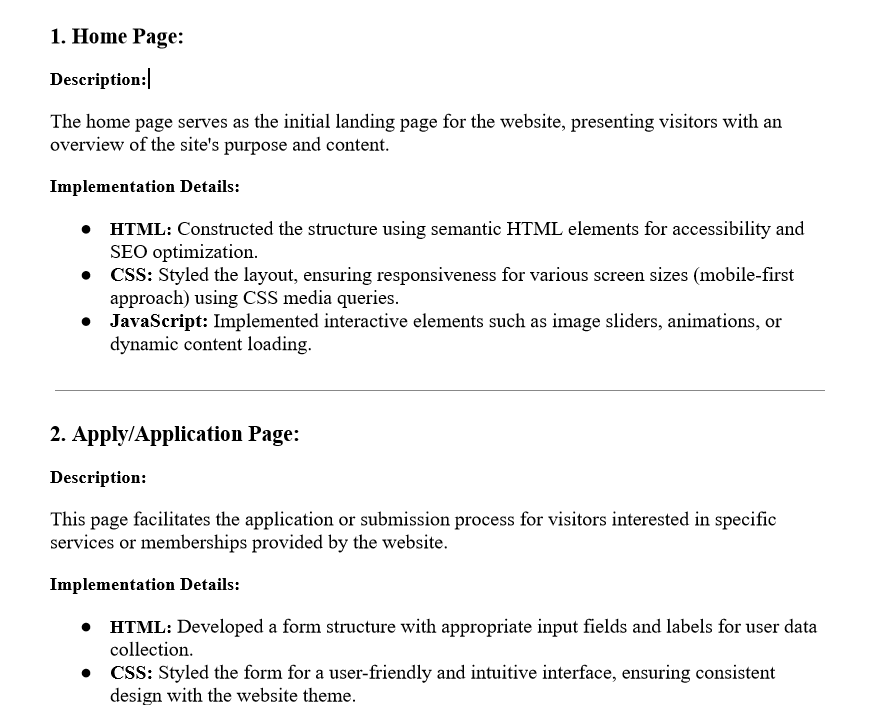 1. Home Page:
Description:
The home page serves as the initial landing page for the website, presenting visitors with an
overview of the site's purpose and content.
Implementation Details:
● HTML: Constructed the structure using semantic HTML elements for accessibility and
SEO optimization.
● CSS: Styled the layout, ensuring responsiveness for various screen sizes (mobile-first
approach) using CSS media queries.
● JavaScript: Implemented interactive elements such as image sliders, animations, or
dynamic content loading.
2. Apply/Application Page:
Description:
This page facilitates the application or submission process for visitors interested in specific
services or memberships provided by the website.
Implementation Details:
● HTML: Developed a form structure with appropriate input fields and labels for user data
collection.
● CSS: Styled the form for a user-friendly and intuitive interface, ensuring consistent
design with the website theme.